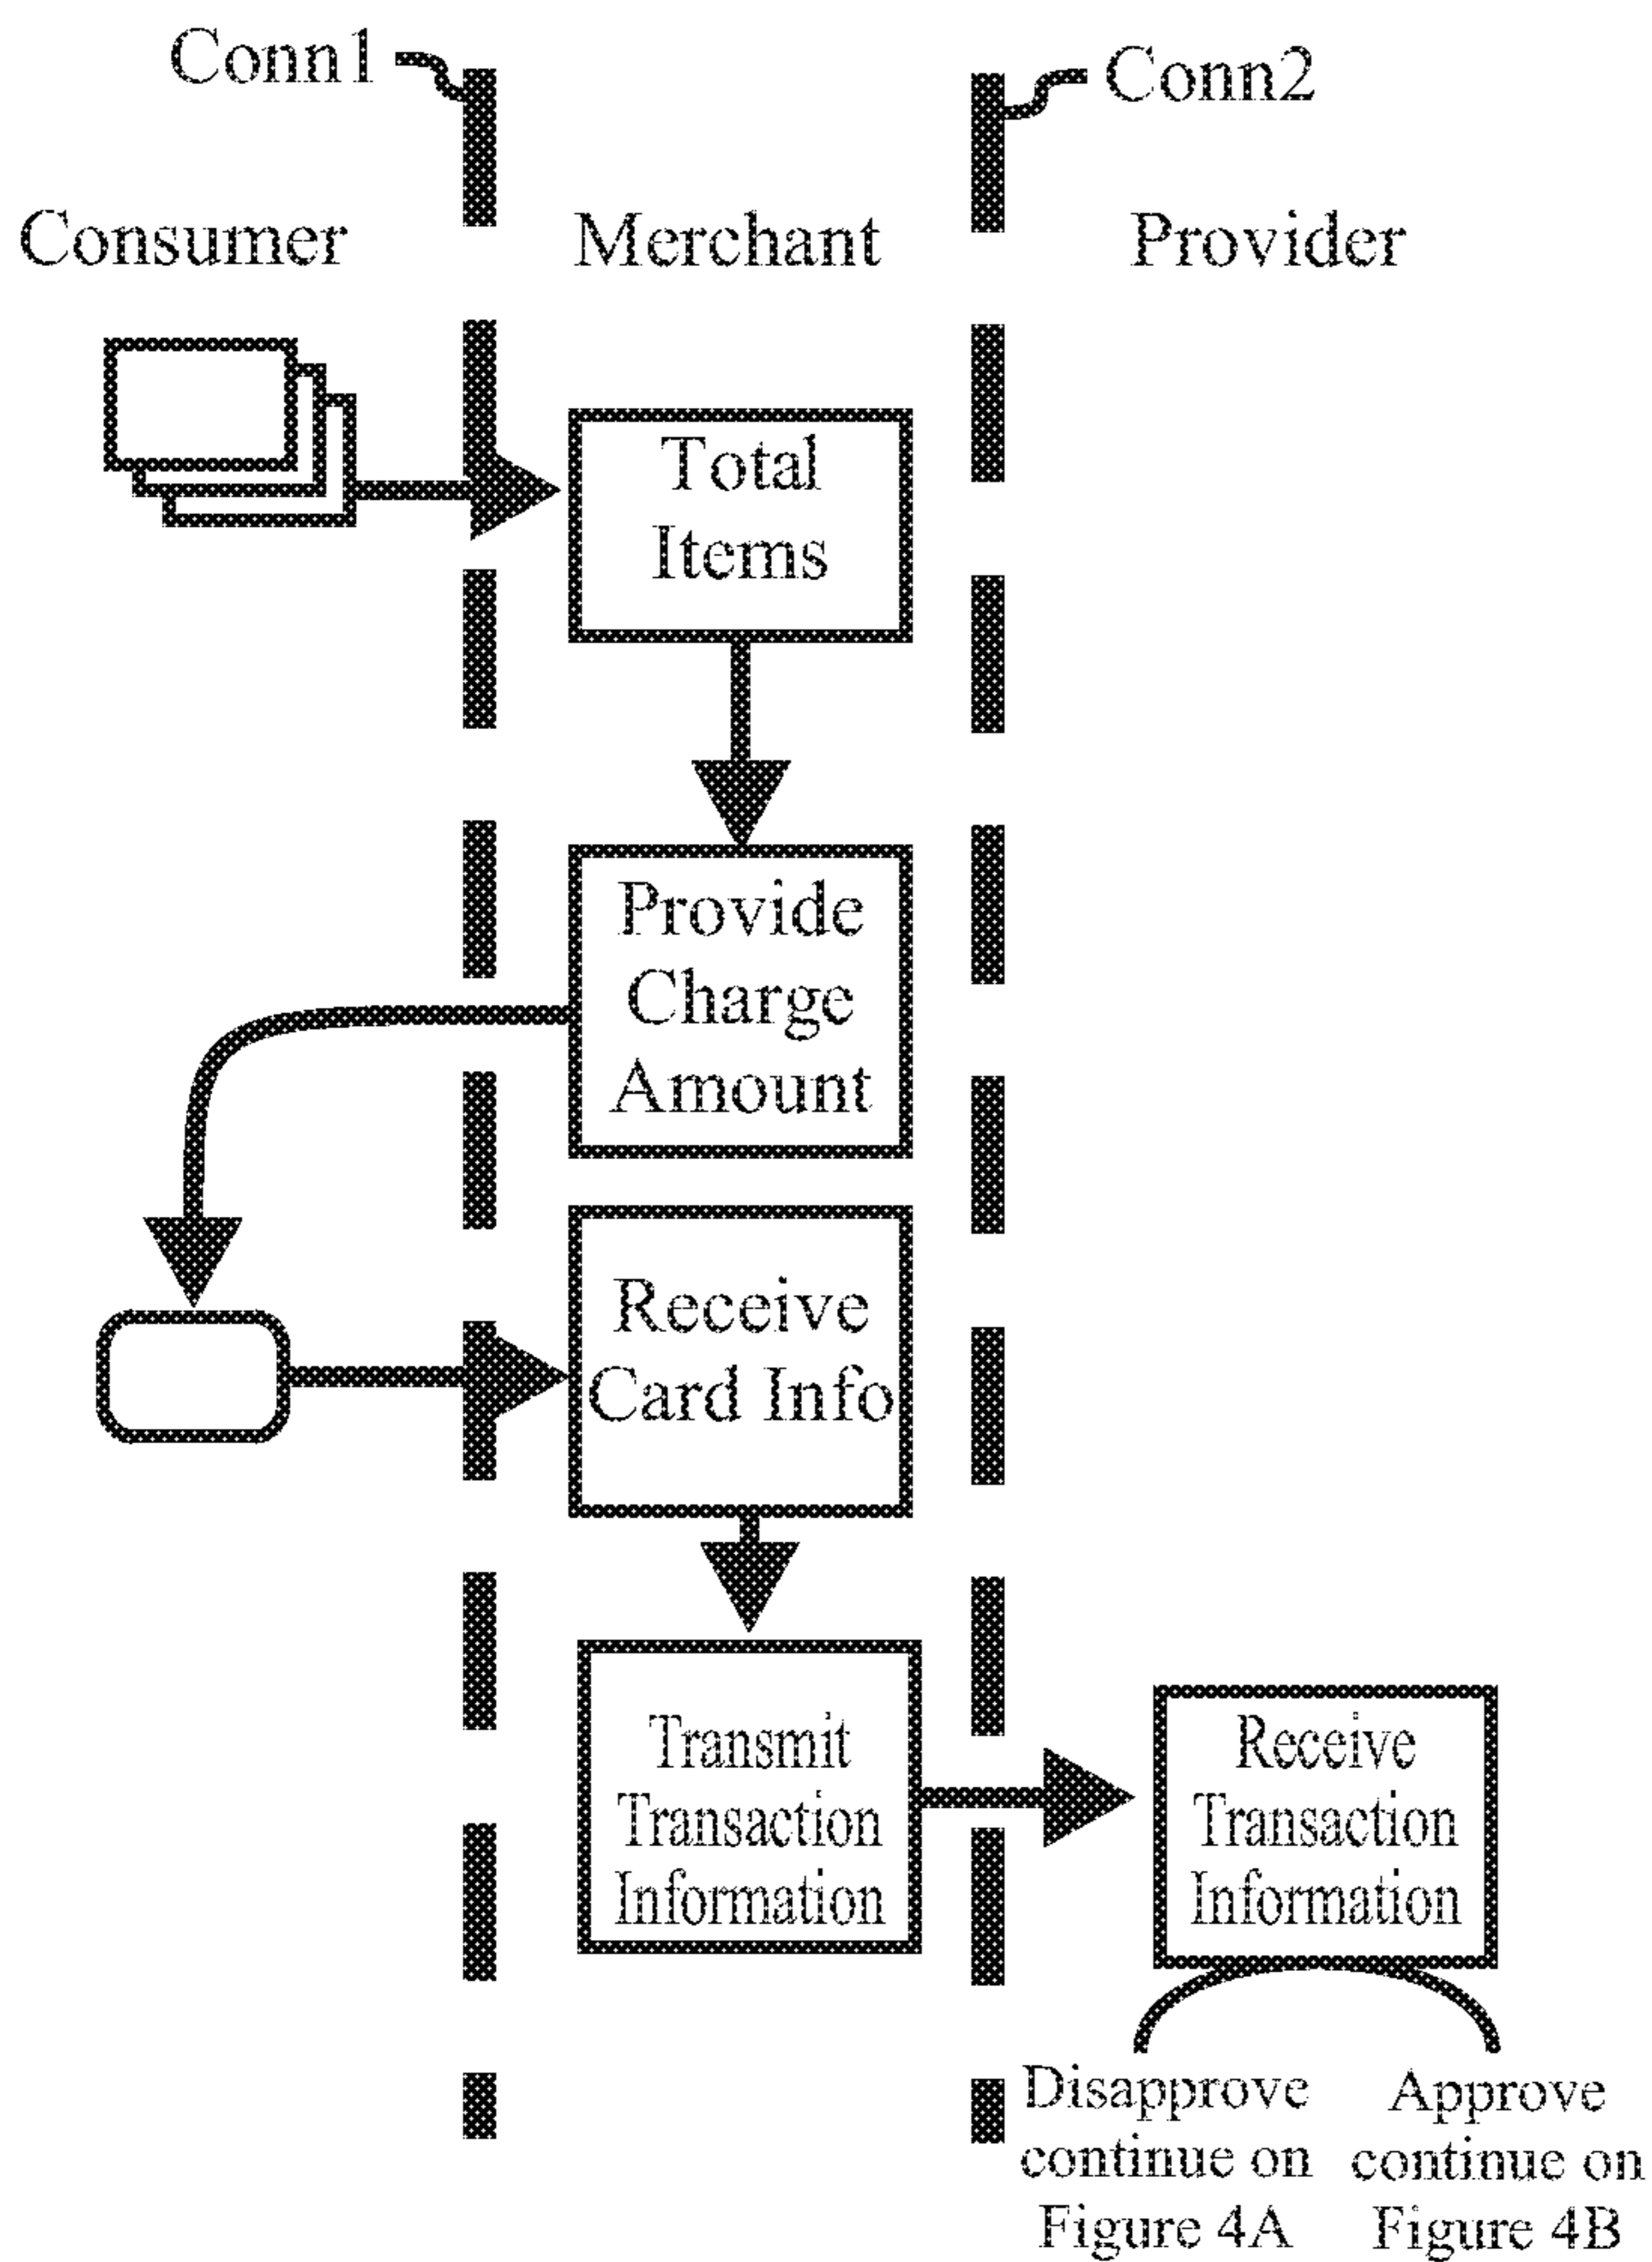 Conn1
Conn2
Consumer
Merchant
Provider
Total
Items
Provide
Charge
Amount
Receive
Card Info
Transmit
Transaction
Information
Receive
Transaction
Information
Disapprove
continue on
Figure 4A
Approve
continue on
Figure 4B